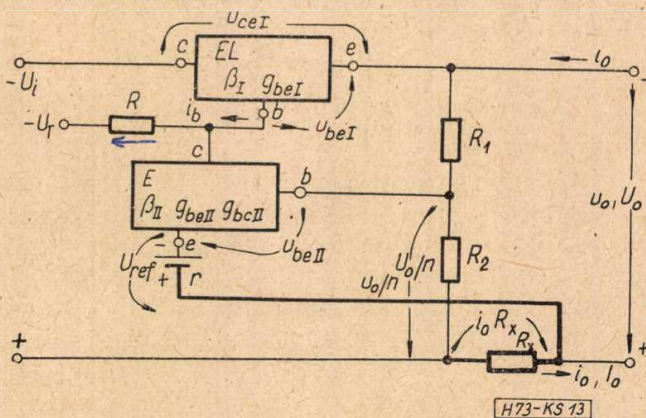 u_ceI
c EL e
β_I g_beI
-U_i
i_o
-
R i_b b
u_beI
-U_r
R_1
c
E b
β_II g_beII g_bcII
u_o, U_o
- e u_beII
U_ref + r
u_o/n U_o/n R_2
+ i_o R_x +
R_x
i_o, I_o
H73-KS 13